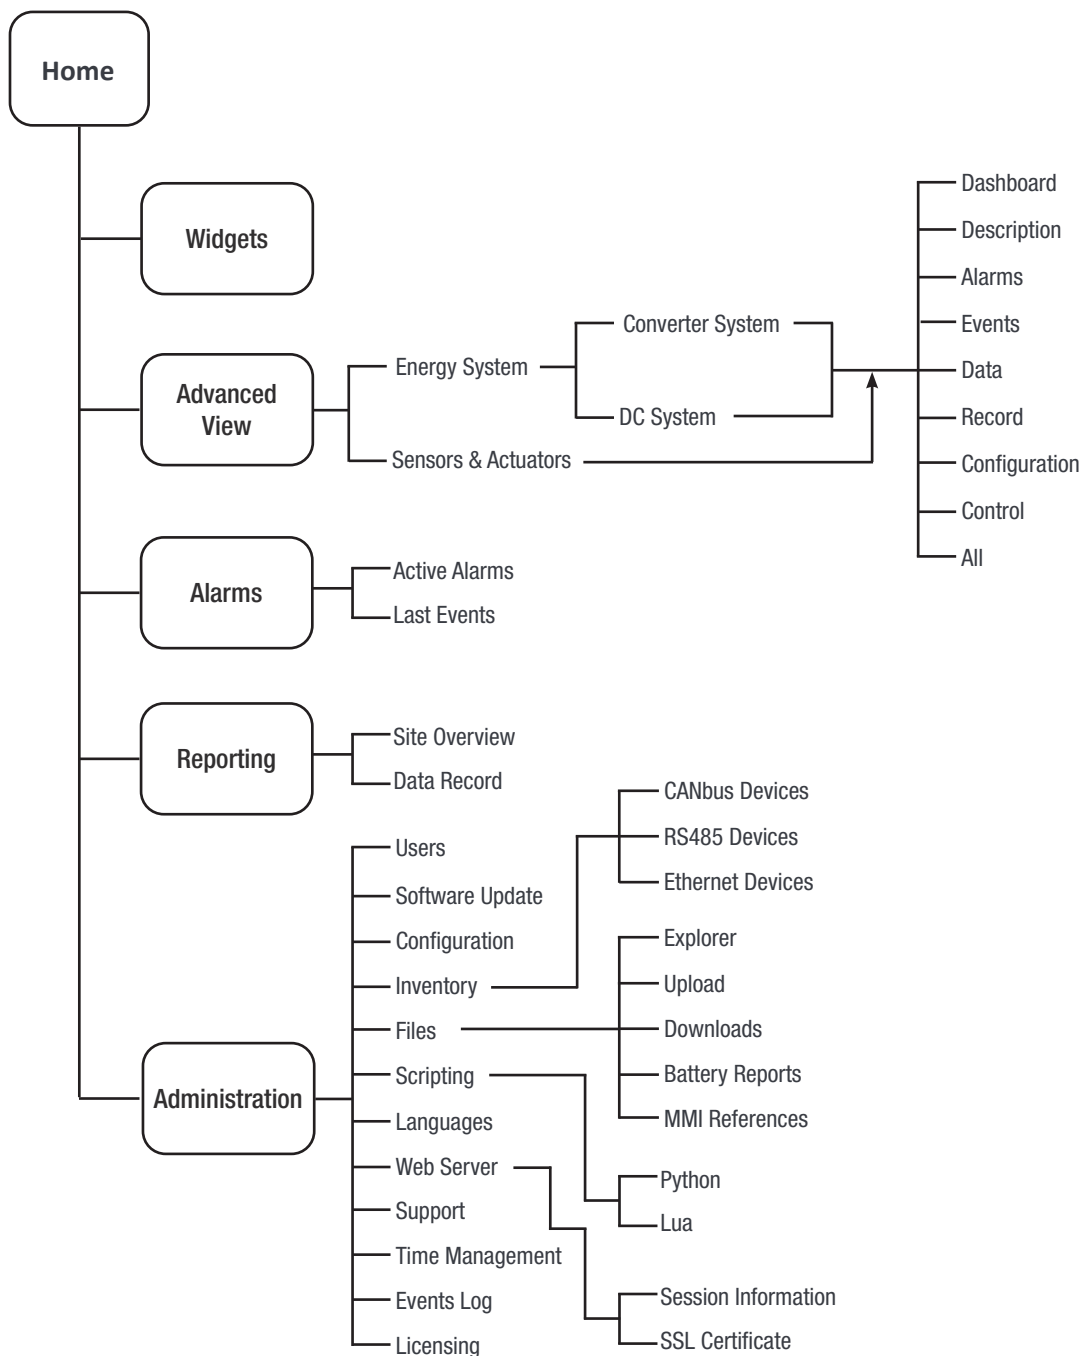 Home
Widgets
Advanced
View
Energy System
Converter System
DC System
Sensors & Actuators
Dashboard
Description
Alarms
Events
Data
Record
Configuration
Control
All
Alarms
Active Alarms
Last Events
Reporting
Site Overview
Data Record
Administration
Users
Software Update
Configuration
Inventory
Files
Scripting
Languages
Web Server
Support
Time Management
Events Log
Licensing
CANbus Devices
RS485 Devices
Ethernet Devices
Explorer
Upload
Downloads
Battery Reports
MMI References
Python
Lua
Session Information
SSL Certificate